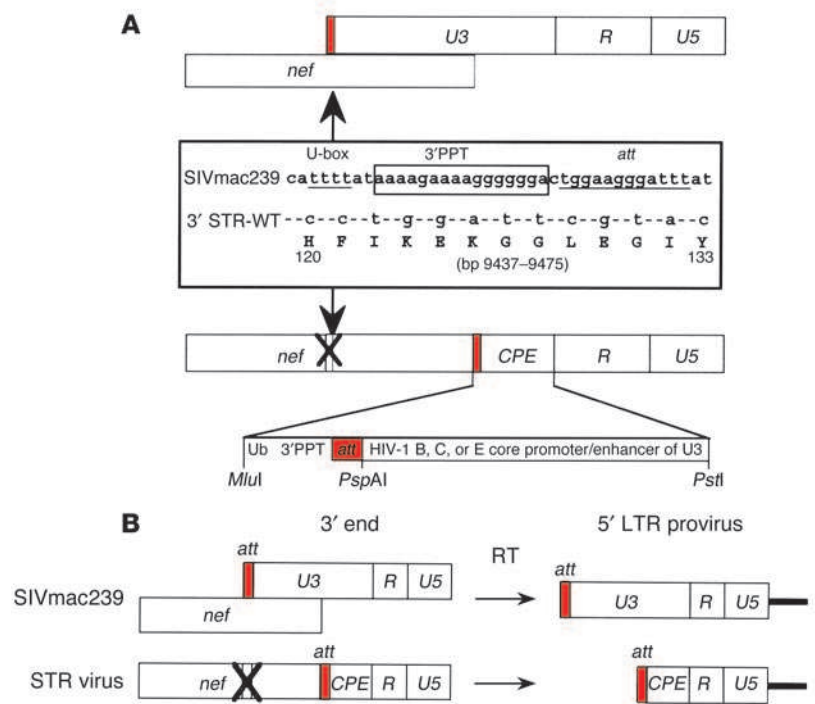 A
U3 R U5
nef
U-box 3′PPT att
SIVmac239 cattttataaaagaaaaggggggactggaagggatttat
3′ STR-WT --c--c--t--g--g--a--t--t--c--g--t--a--c
H F I K E K G G L E G I Y
120 (bp 9437–9475) 133
nef CPE R U5
Ub 3′PPT att HIV-1 B, C, or E core promoter/enhancer of U3
MluI PspAI PstI
B 3′ end 5′ LTR provirus
att RT att
SIVmac239 U3 R U5 U3 R U5
nef
att att
STR virus nef CPE R U5 CPE R U5